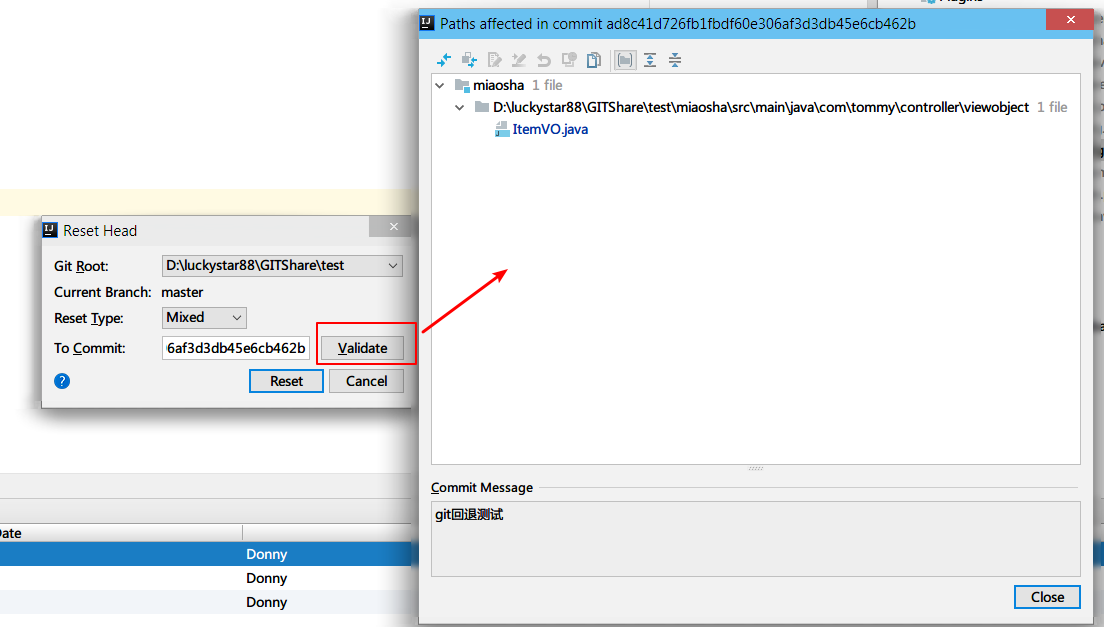 Paths affected in commit ad8c41d726fb1fbdf60e306af3d3db45e6cb462b
miaosha 1 file
D:\luckystar88\GITShare\test\miaosha\src\main\java\com\tommy\controller\viewobject 1 file
ItemVO.java
Reset Head
Git Root: D:\luckystar88\GITShare\test
Current Branch: master
Reset Type: Mixed
To Commit: 6af3d3db45e6cb462b Validate
Reset Cancel
Commit Message
git回退测试
Close
Donny
Donny
Donny